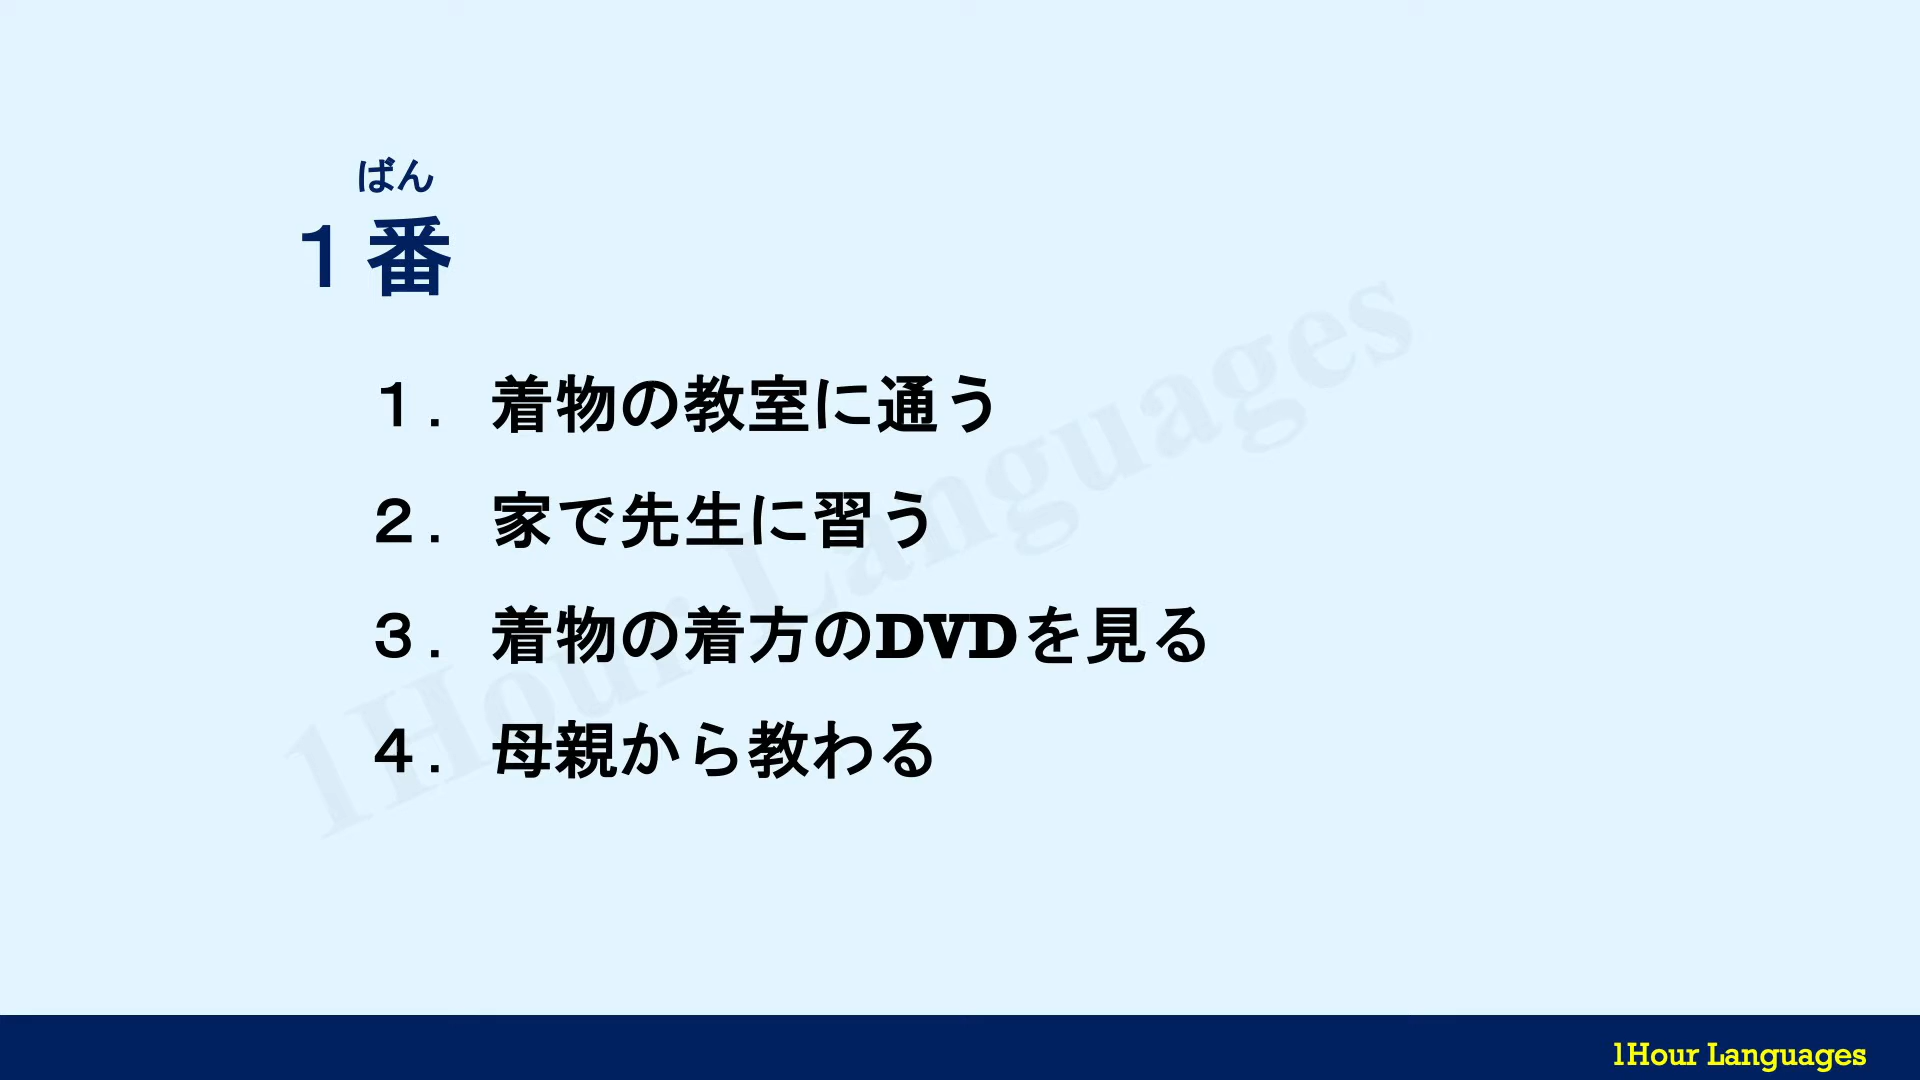 ばん
１番
１． 着物の教室に通う
２． 家で先生に習う
３． 着物の着方のDVDを見る
４． 母親から教わる
1Hour Languages
1Hour Languages